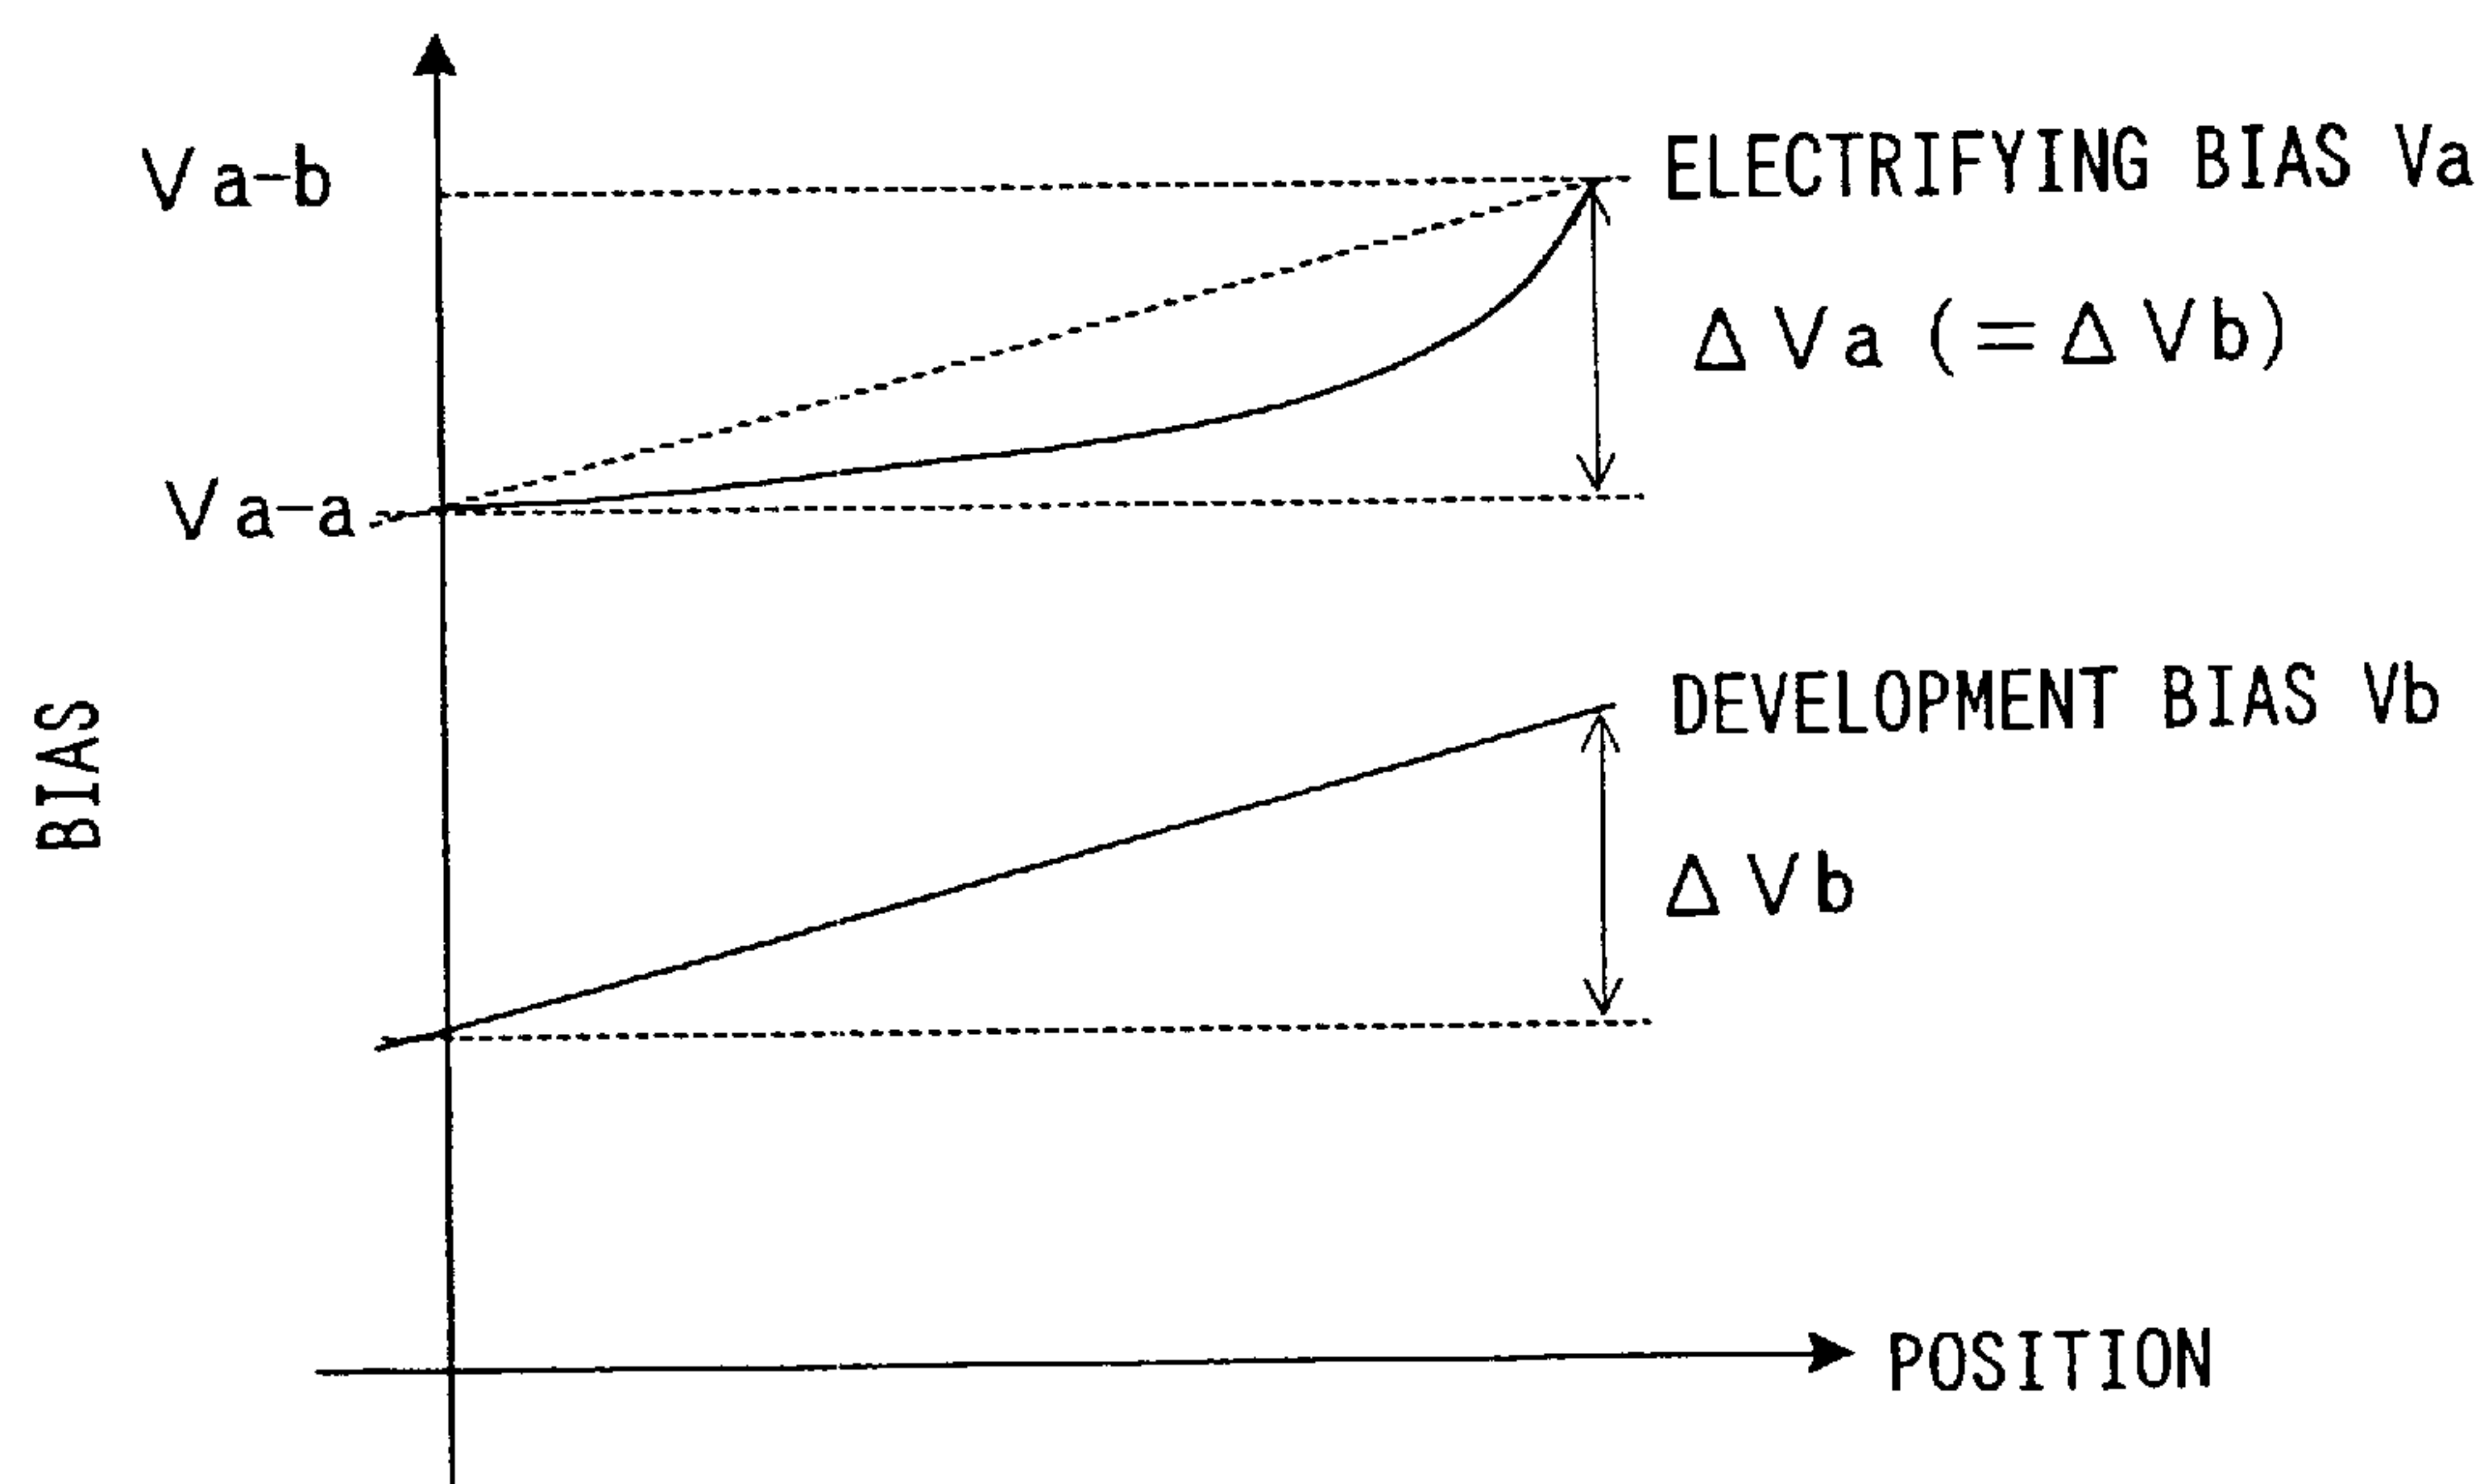 Va-b
ELECTRIFYING BIAS Va
ΔVa (=ΔVb)
Va-a
DEVELOPMENT BIAS Vb
BIAS
ΔVb
POSITION